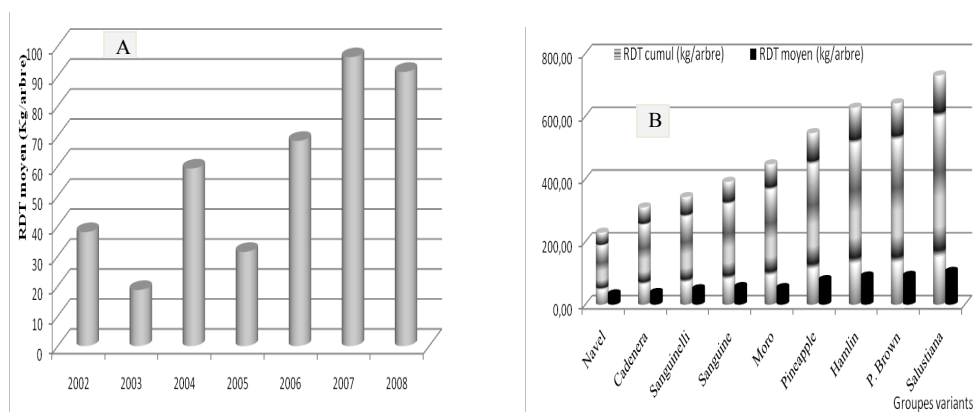 A
RDT moyen (Kg/arbre)
100
90
80
70
60
50
40
30
20
10
0
2002 2003 2004 2005 2006 2007 2008
RDT cumul (kg/arbre) RDT moyen (kg/arbre)
B
800,00
600,00
400,00
200,00
0,00
Navel
Cadenera
Sanguinelli
Sanguine
Moro
Pineapple
Hamlin
P. Brown
Salustiana
Groupes variants